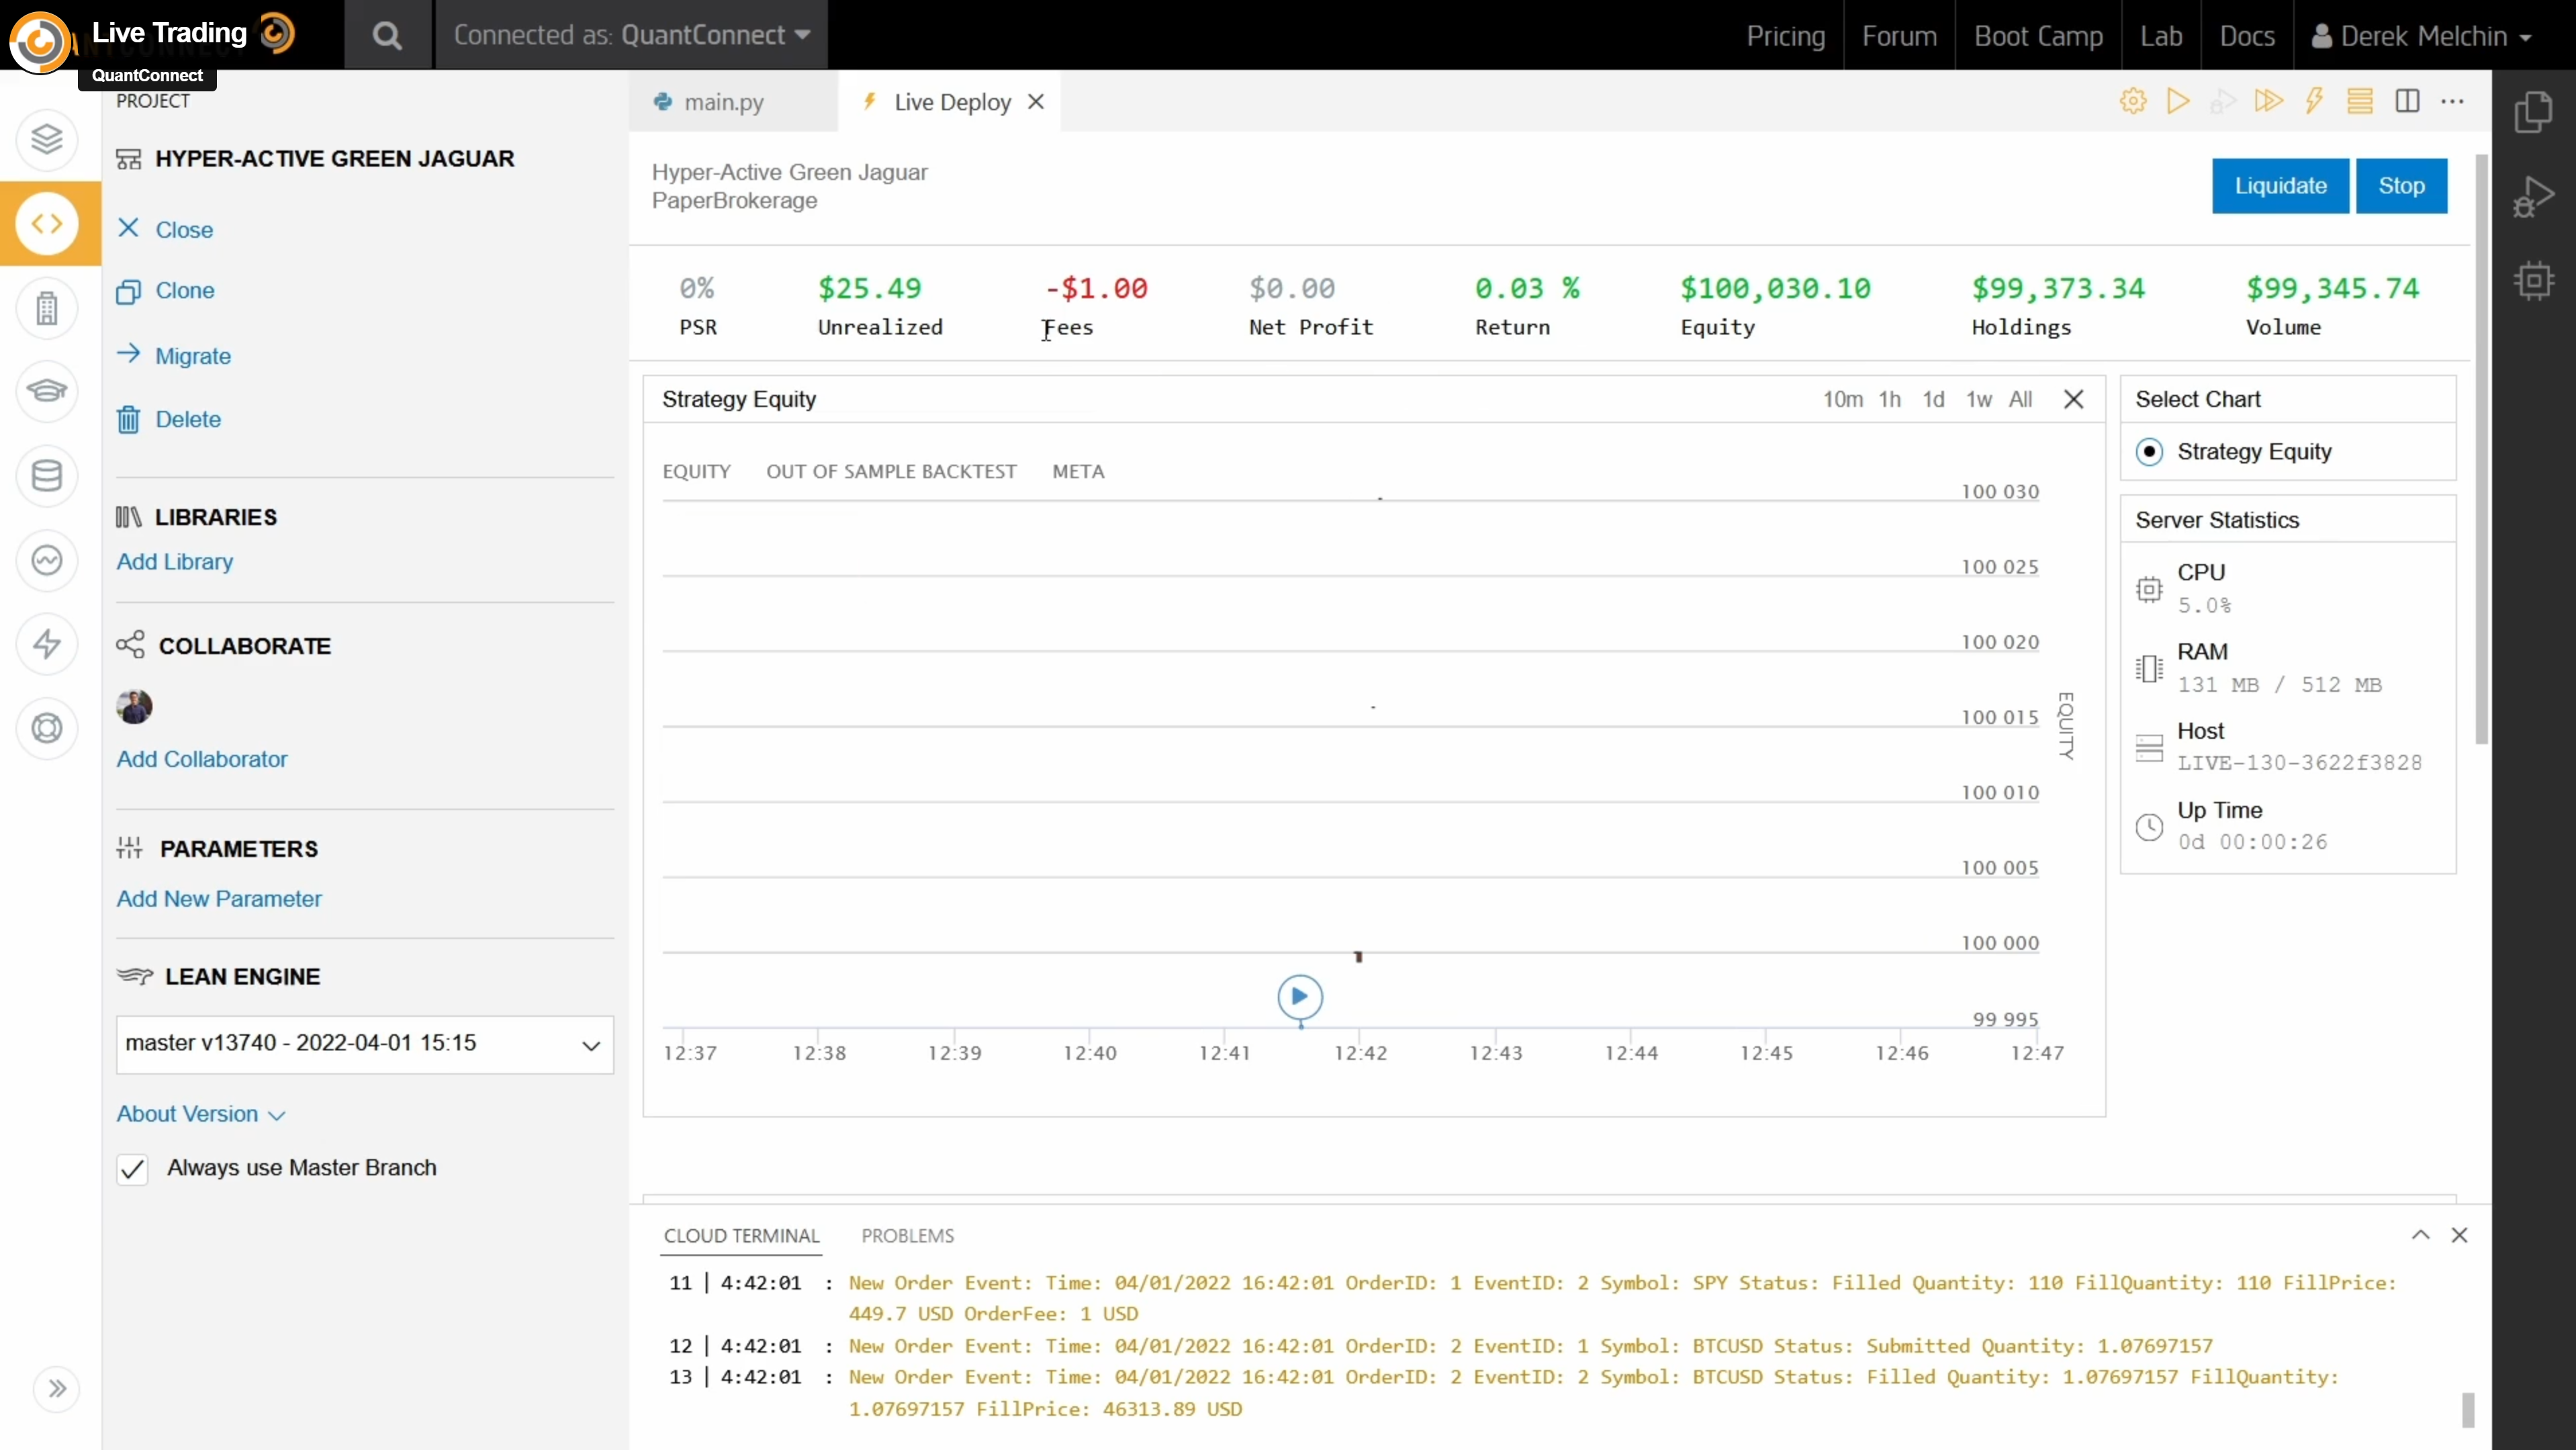 Live Trading
QuantConnect
Connected as: QuantConnect
Pricing
Forum
Boot Camp
Lab
Docs
Derek Melchin
PROJECT
HYPER-ACTIVE GREEN JAGUAR
Close
Clone
Migrate
Delete
LIBRARIES
Add Library
COLLABORATE
Add Collaborator
PARAMETERS
Add New Parameter
LEAN ENGINE
master v13740 - 2022-04-01 15:15
About Version
Always use Master Branch
main.py
Live Deploy
Hyper-Active Green Jaguar
PaperBrokerage
Liquidate
Stop
0% $25.49 -$1.00 $0.00 0.03 % $100,030.10 $99,373.34 $99,345.74
PSR Unrealized Fees Net Profit Return Equity Holdings Volume
Strategy Equity
10m 1h 1d 1w All
EQUITY OUT OF SAMPLE BACKTEST META
100 030
100 025
100 020
100 015
100 010
100 005
100 000
99 995
EQUITY
12:37 12:38 12:39 12:40 12:41 12:42 12:43 12:44 12:45 12:46 12:47
Select Chart
Strategy Equity
Server Statistics
CPU
5.0%
RAM
131 MB / 512 MB
Host
LIVE-130-3622f3828
Up Time
0d 00:00:26
CLOUD TERMINAL PROBLEMS
11 | 4:42:01 : New Order Event: Time: 04/01/2022 16:42:01 OrderID: 1 EventID: 2 Symbol: SPY Status: Filled Quantity: 110 FillQuantity: 110 FillPrice:
449.7 USD OrderFee: 1 USD
12 | 4:42:01 : New Order Event: Time: 04/01/2022 16:42:01 OrderID: 2 EventID: 1 Symbol: BTCUSD Status: Submitted Quantity: 1.07697157
13 | 4:42:01 : New Order Event: Time: 04/01/2022 16:42:01 OrderID: 2 EventID: 2 Symbol: BTCUSD Status: Filled Quantity: 1.07697157 FillQuantity:
1.07697157 FillPrice: 46313.89 USD